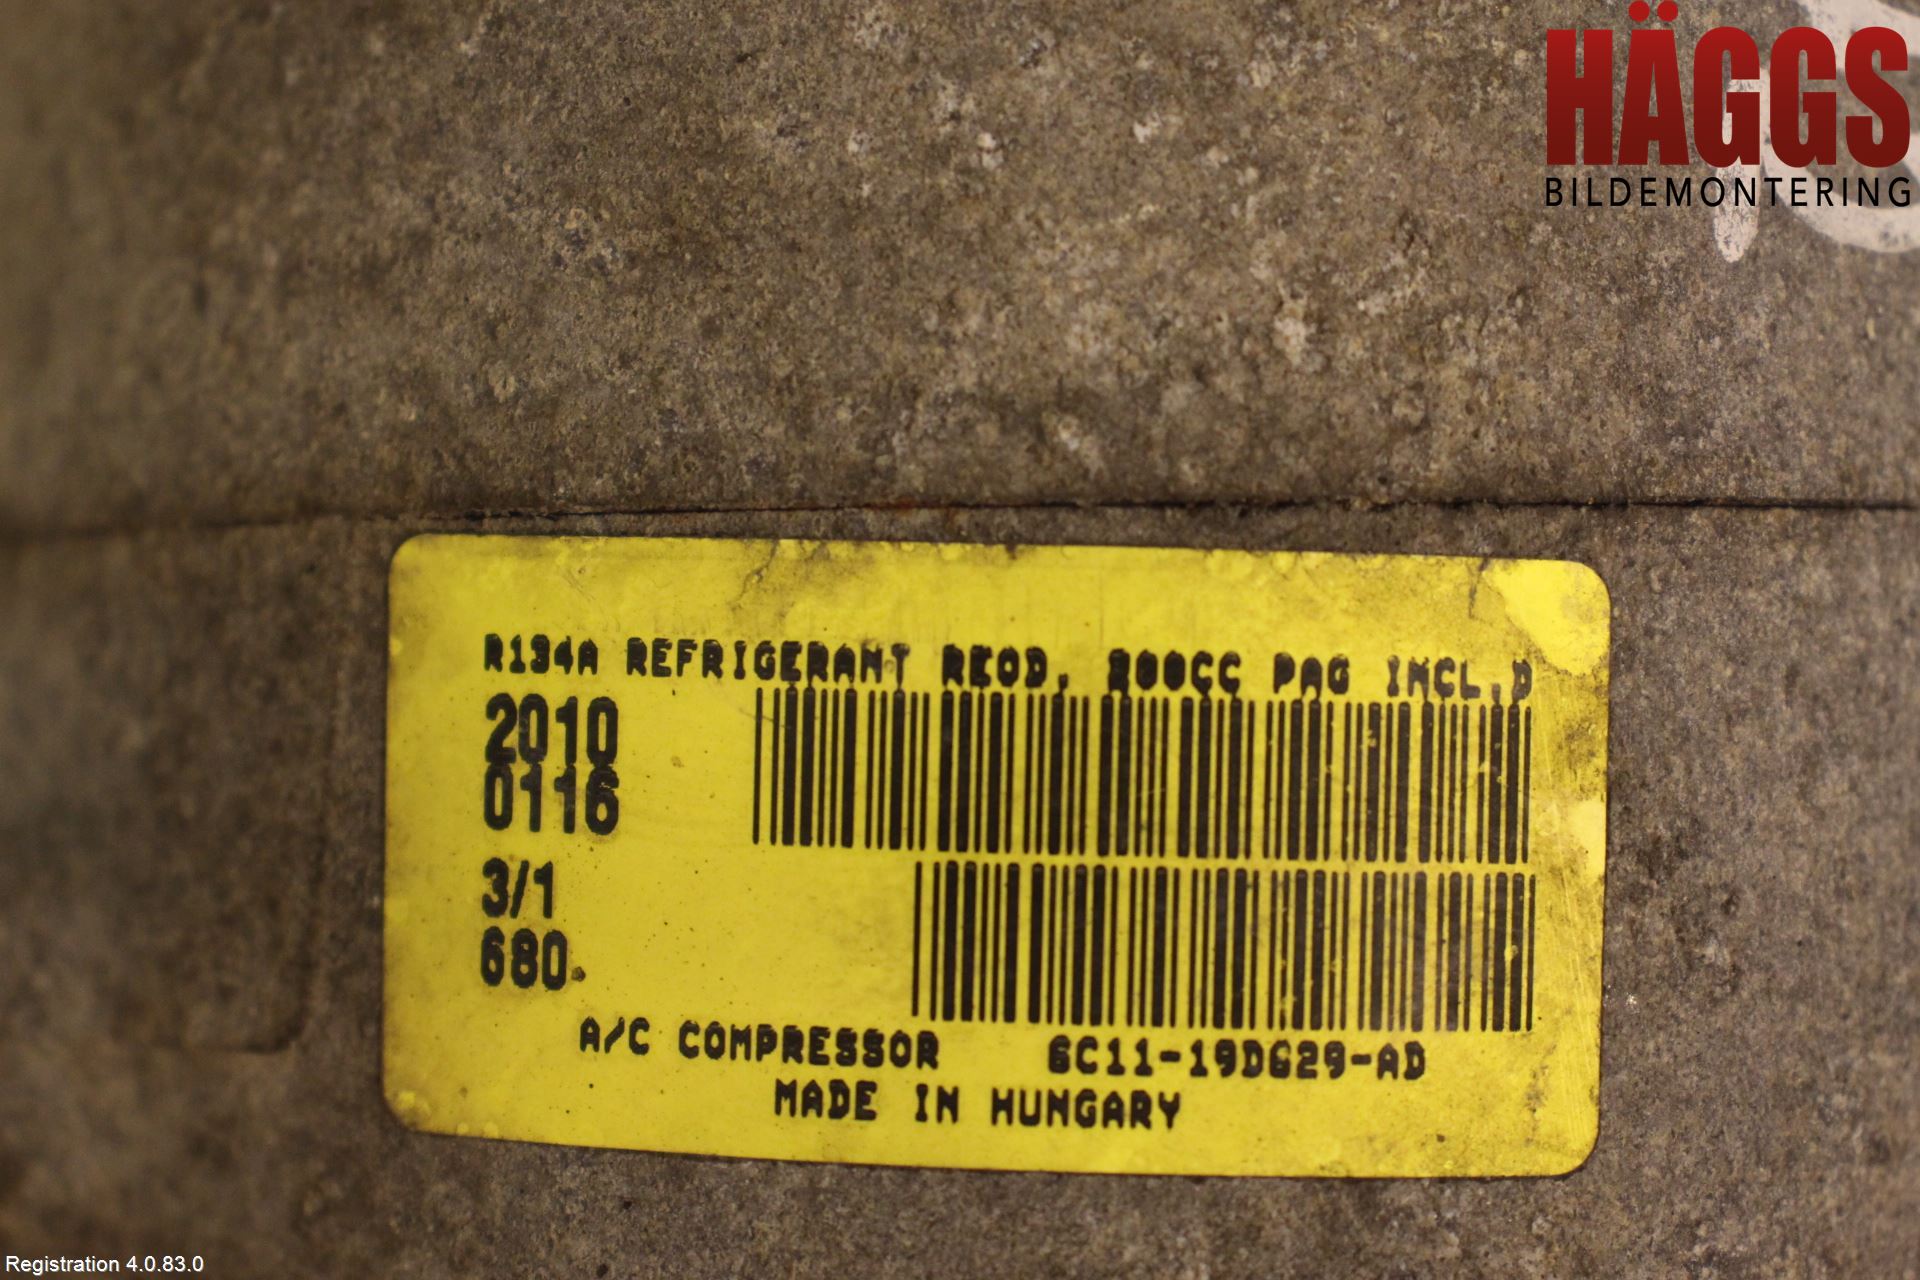 HÄGGS
BILDEMONTERING
R134A REFRIGERANT REQD. 200CC PAG INCL.D
2010
0116
3/1
680
A/C COMPRESSOR 6C11-19D629-AD
MADE IN HUNGARY
Registration 4.0.83.0